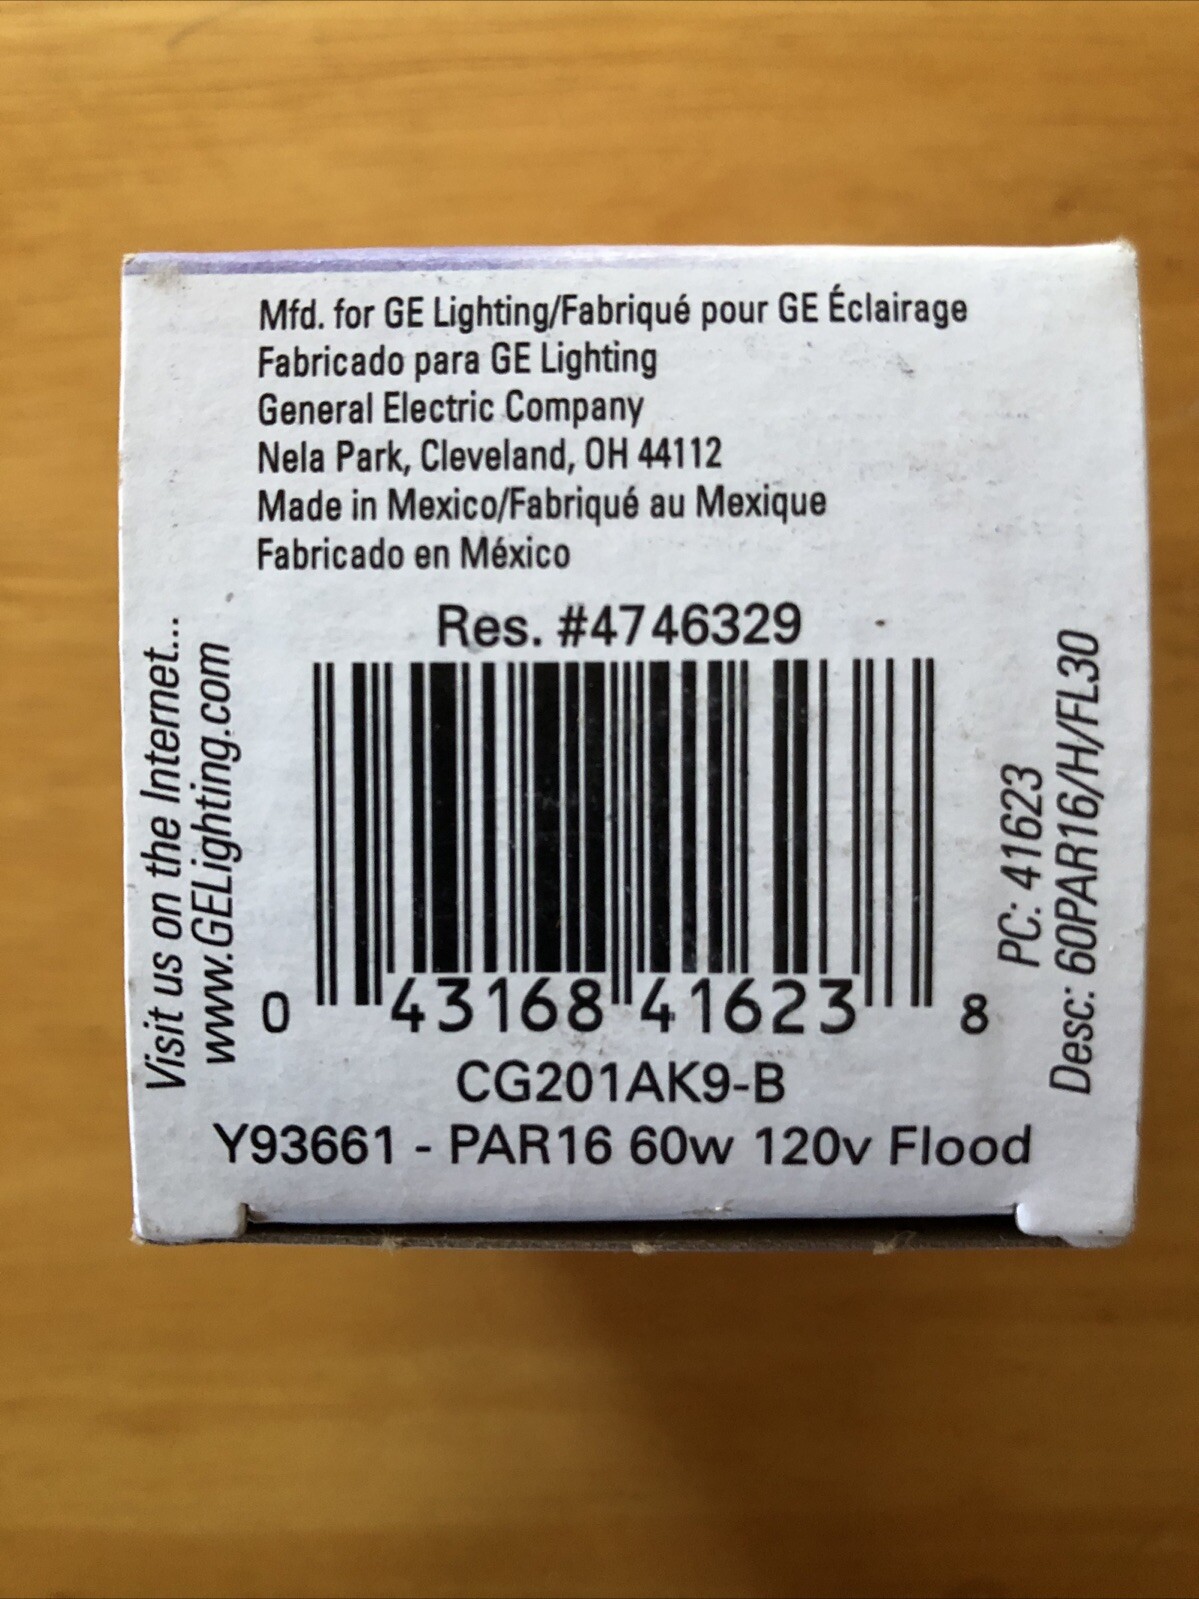 Mfd. for GE Lighting/Fabriqué pour GE Éclairage
Fabricado para GE Lighting
General Electric Company
Nela Park, Cleveland, OH 44112
Made in Mexico/Fabriqué au Mexique
Fabricado en México
Visit us on the Internet...
www.GELighting.com
Res. #4746329
0 43168 41623 8
PC: 41623
Desc: 60PAR16/H/FL30
CG201AK9-B
Y93661 - PAR16 60w 120v Flood